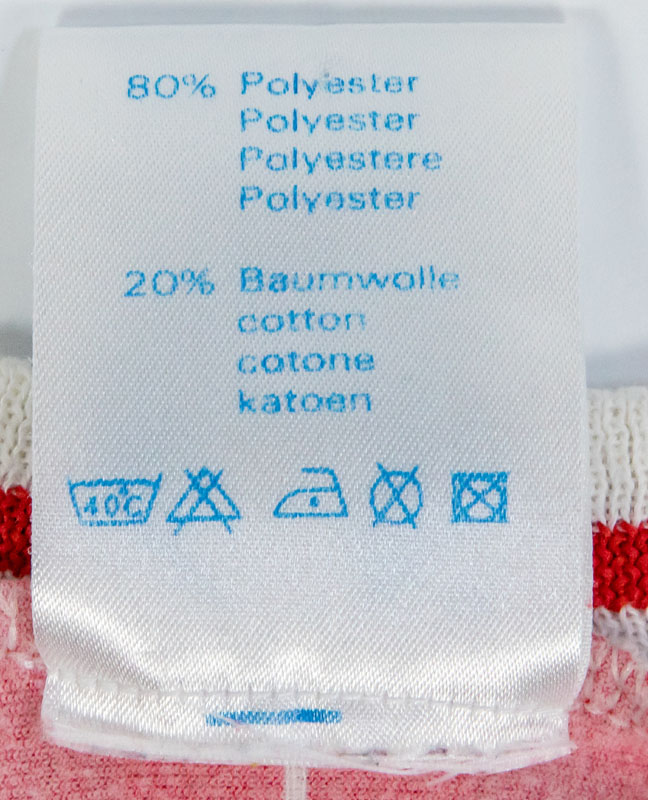 80% Polyester
Polyester
Polyestere
Polyester
20% Baumwolle
cotton
cotone
katoen
40°C